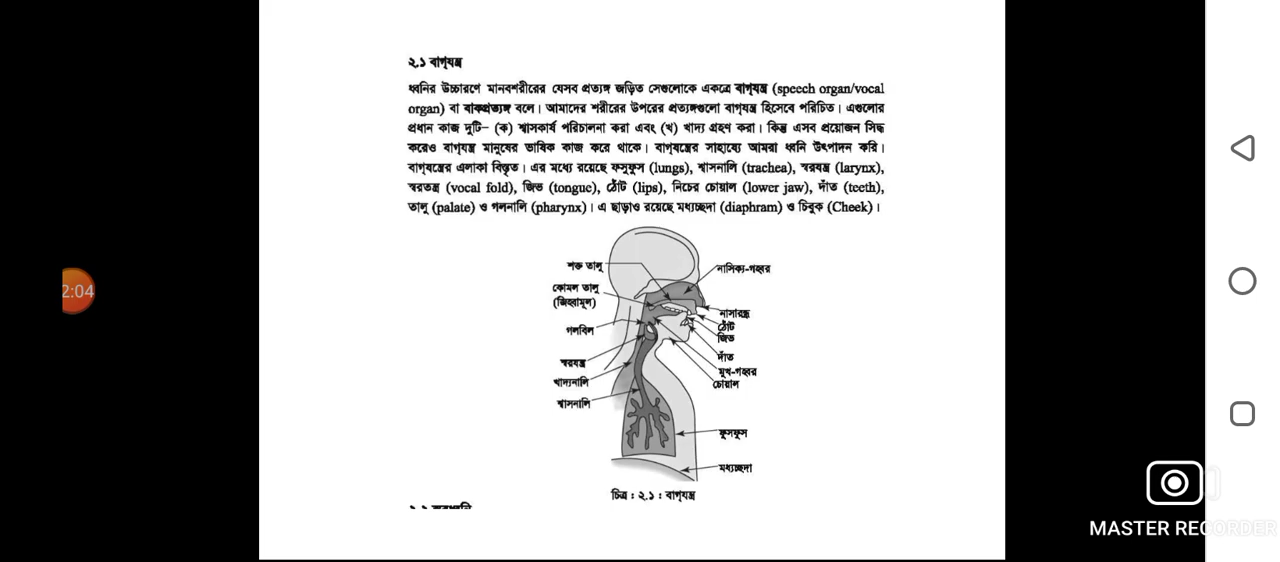 ২.১ বাগ্‌যন্ত্র
ধ্বনির উচ্চারণে মানবশরীরের যেসব প্রত্যঙ্গ জড়িত সেগুলোকে একত্রে বাগ্‌যন্ত্র (speech organ/vocal
organ) বা বাকপ্রত্যঙ্গ বলে। আমাদের শরীরের উপরের প্রত্যঙ্গগুলো বাগ্‌যন্ত্র হিসেবে পরিচিত। এগুলোর
প্রধান কাজ দুটি– (ক) শ্বাসকার্য পরিচালনা করা এবং (খ) খাদ্য গ্রহণ করা। কিন্তু এসব প্রয়োজন সিদ্ধ
করেও বাগ্‌যন্ত্র মানুষের ভাষিক কাজ করে থাকে। বাগ্‌যন্ত্রের সাহায্যে আমরা ধ্বনি উৎপাদন করি।
বাগ্‌যন্ত্রের এলাকা বিস্তৃত। এর মধ্যে রয়েছে ফসুফুস (lungs), শ্বাসনালি (trachea), স্বরযন্ত্র (larynx),
স্বরতন্ত্র (vocal fold), জিভ (tongue), ঠোঁট (lips), নিচের চোয়াল (lower jaw), দাঁত (teeth),
তালু (palate) ও গলনালি (pharynx)। এ ছাড়াও রয়েছে মধ্যচ্ছদা (diaphram) ও চিবুক (Cheek)।
শক্ত তালু
নাসিক্য-গহ্বর
কোমল তালু
(জিহ্বামূল)
নাসারন্ধ্র
ঠোঁট
গলবিল
জিভ
দাঁত
স্বরযন্ত্র
মুখ-গহ্বর
খাদ্যনালি
চোয়াল
শ্বাসনালি
ফুসফুস
মধ্যচ্ছদা
চিত্র : ২.১ : বাগ্‌যন্ত্র
2:04
MASTER RECORDER